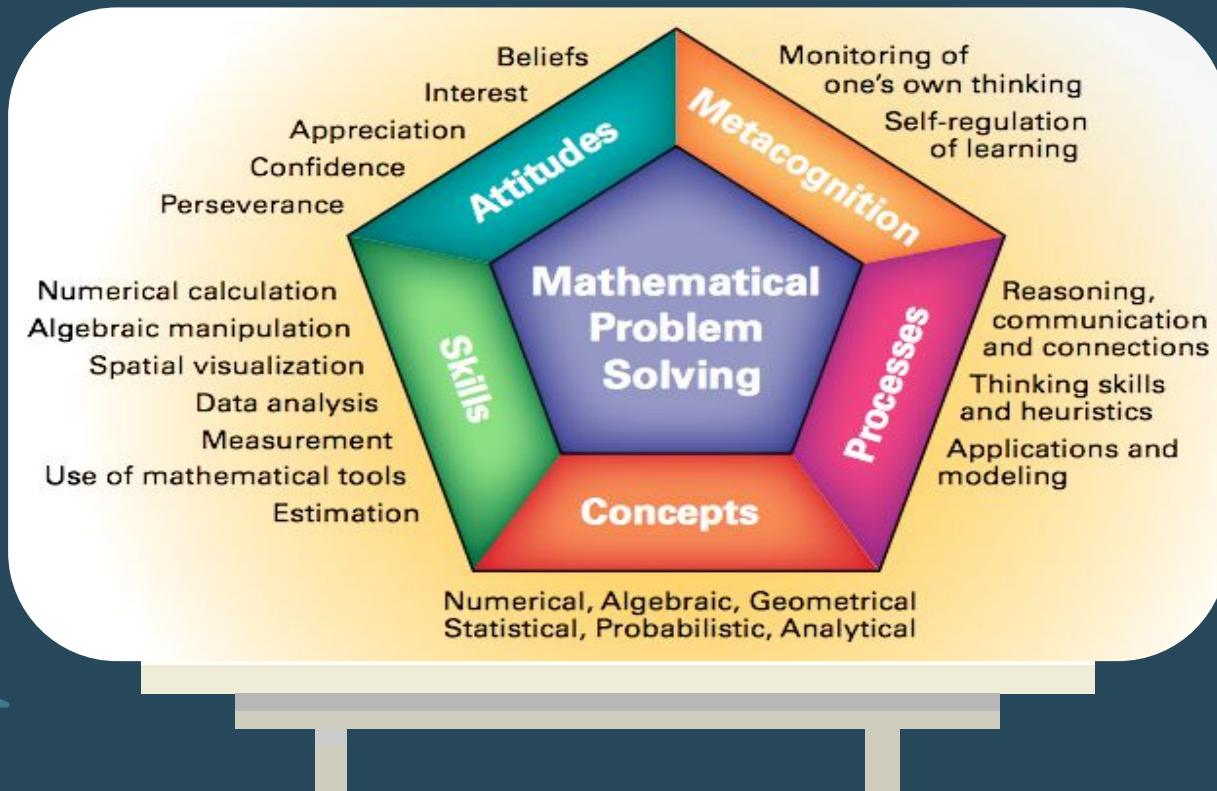 Beliefs
Interest
Appreciation
Confidence
Perseverance
Attitudes
Monitoring of
one's own thinking
Self-regulation
of learning
Metacognition
Mathematical
Problem
Solving
Numerical calculation
Algebraic manipulation
Spatial visualization
Data analysis
Measurement
Use of mathematical tools
Estimation
Skills
Reasoning,
communication
and connections
Thinking skills
and heuristics
Applications and
modeling
Processes
Concepts
Numerical, Algebraic, Geometrical
Statistical, Probabilistic, Analytical